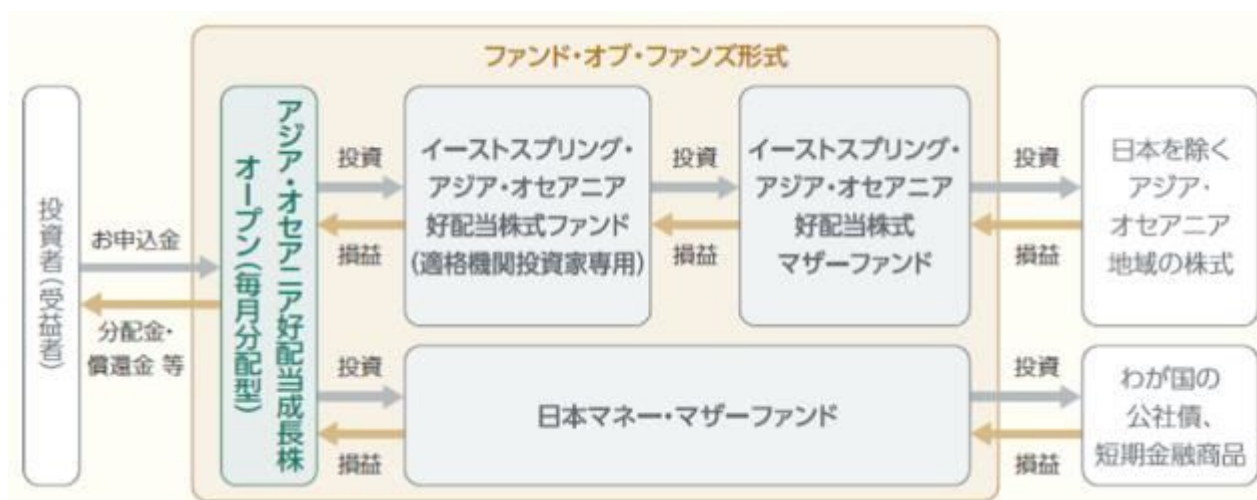 ファンド・オブ・ファンズ形式
投資者(受益者)
お申込金
分配金・
償還金 等
アジア・オセアニア好配当成長株
オープン(毎月分配型)
投資
損益
イーストスプリング・
アジア・オセアニア
好配当株式ファンド
(適格機関投資家専用)
投資
損益
イーストスプリング・
アジア・オセアニア
好配当株式
マザーファンド
投資
損益
日本を除く
アジア・
オセアニア
地域の株式
投資
損益
日本マネー・マザーファンド
投資
損益
わが国の
公社債、
短期金融商品